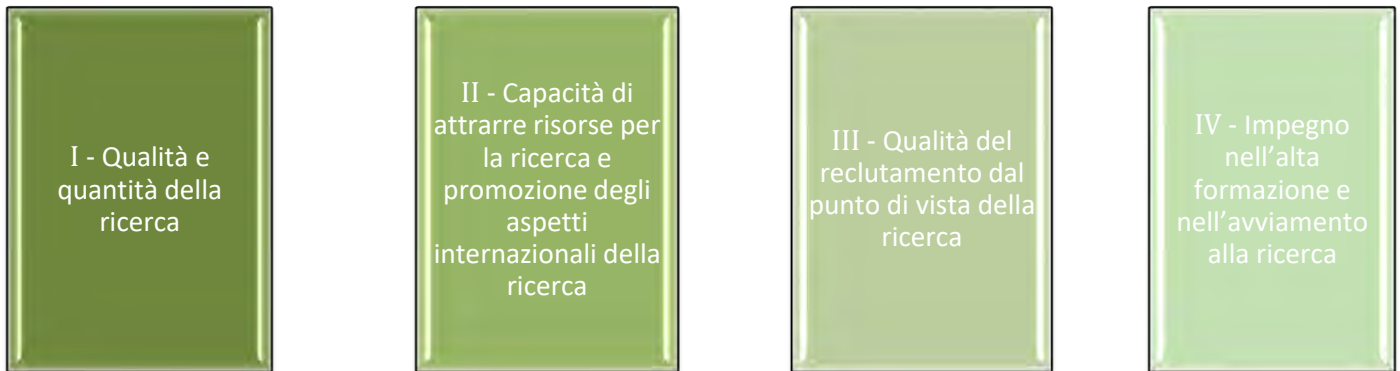 I - Qualità e
quantità della
ricerca
II - Capacità di
attrarre risorse per
la ricerca e
promozione degli
aspetti
internazionali della
ricerca
III - Qualità del
reclutamento dal
punto di vista della
ricerca
IV - Impegno
nell’alta
formazione e
nell’avviamento
alla ricerca